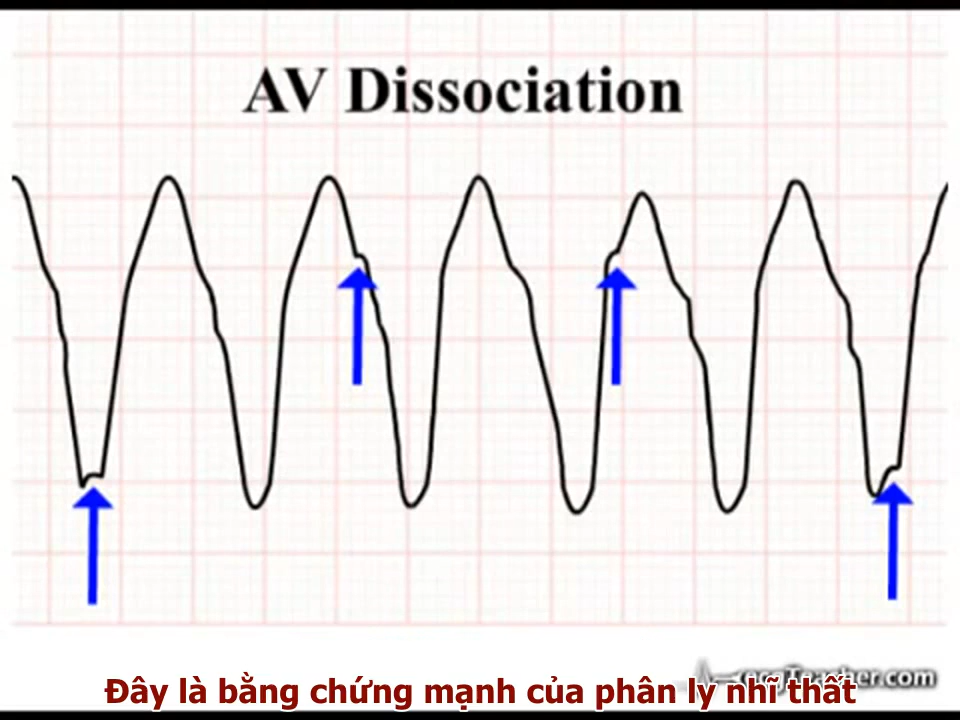 AV Dissociation
Đây là bằng chứng mạnh của phân ly nhĩ thất